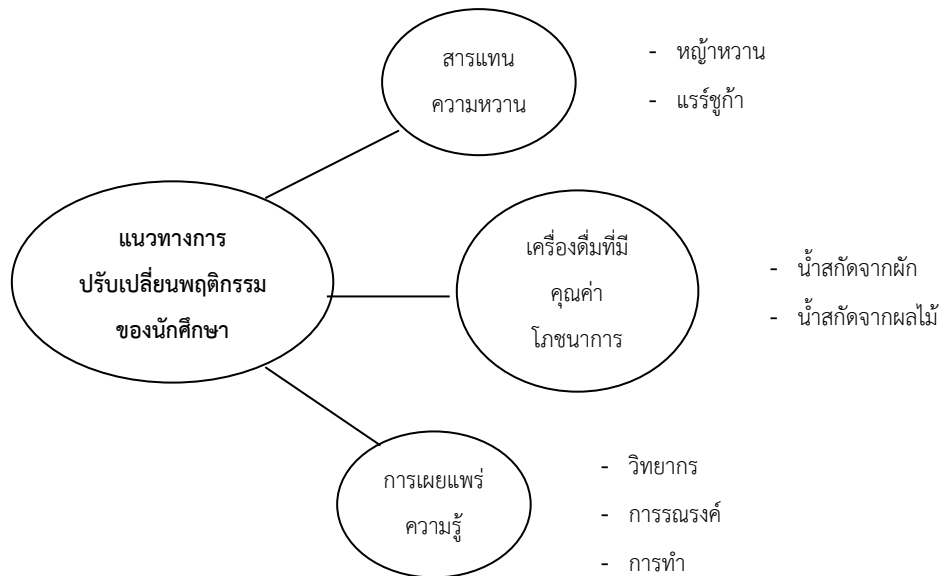 สารแทน
ความหวาน
- หญ้าหวาน
- แรร์ชูก้า
แนวทางการ
ปรับเปลี่ยนพฤติกรรม
ของนักศึกษา
เครื่องดื่มที่มี
คุณค่า
โภชนาการ
- น้ำสกัดจากผัก
- น้ำสกัดจากผลไม้
การเผยแพร่
ความรู้
- วิทยากร
- การรณรงค์
- การทำ